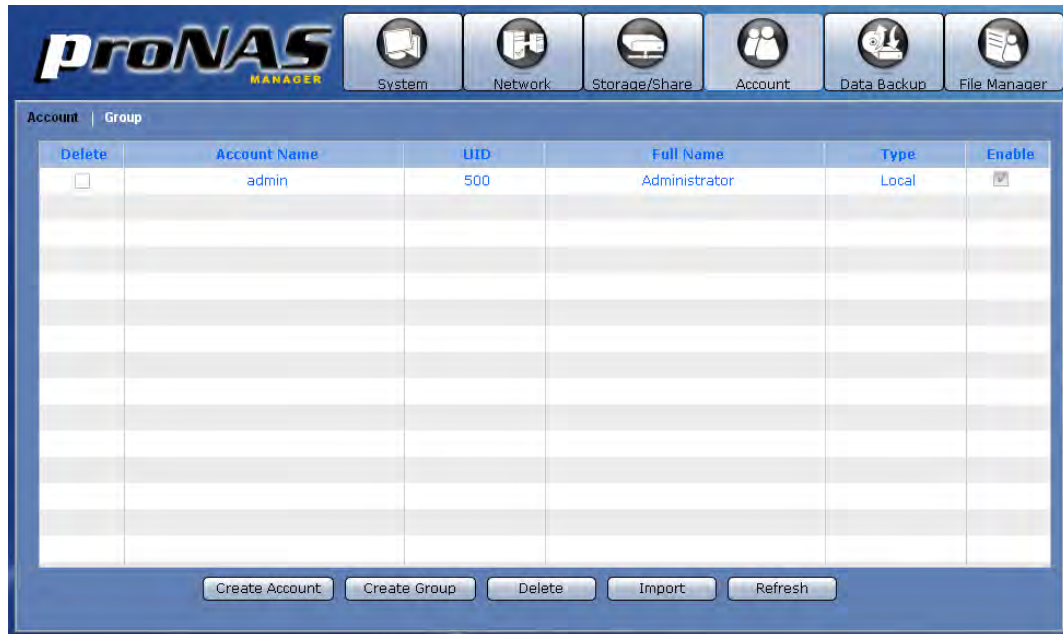 proNAS
MANAGER
System
Network
Storage/Share
Account
Data Backup
File Manager
Account | Group
Delete Account Name UID Full Name Type Enable
admin 500 Administrator Local
Create Account Create Group Delete Import Refresh